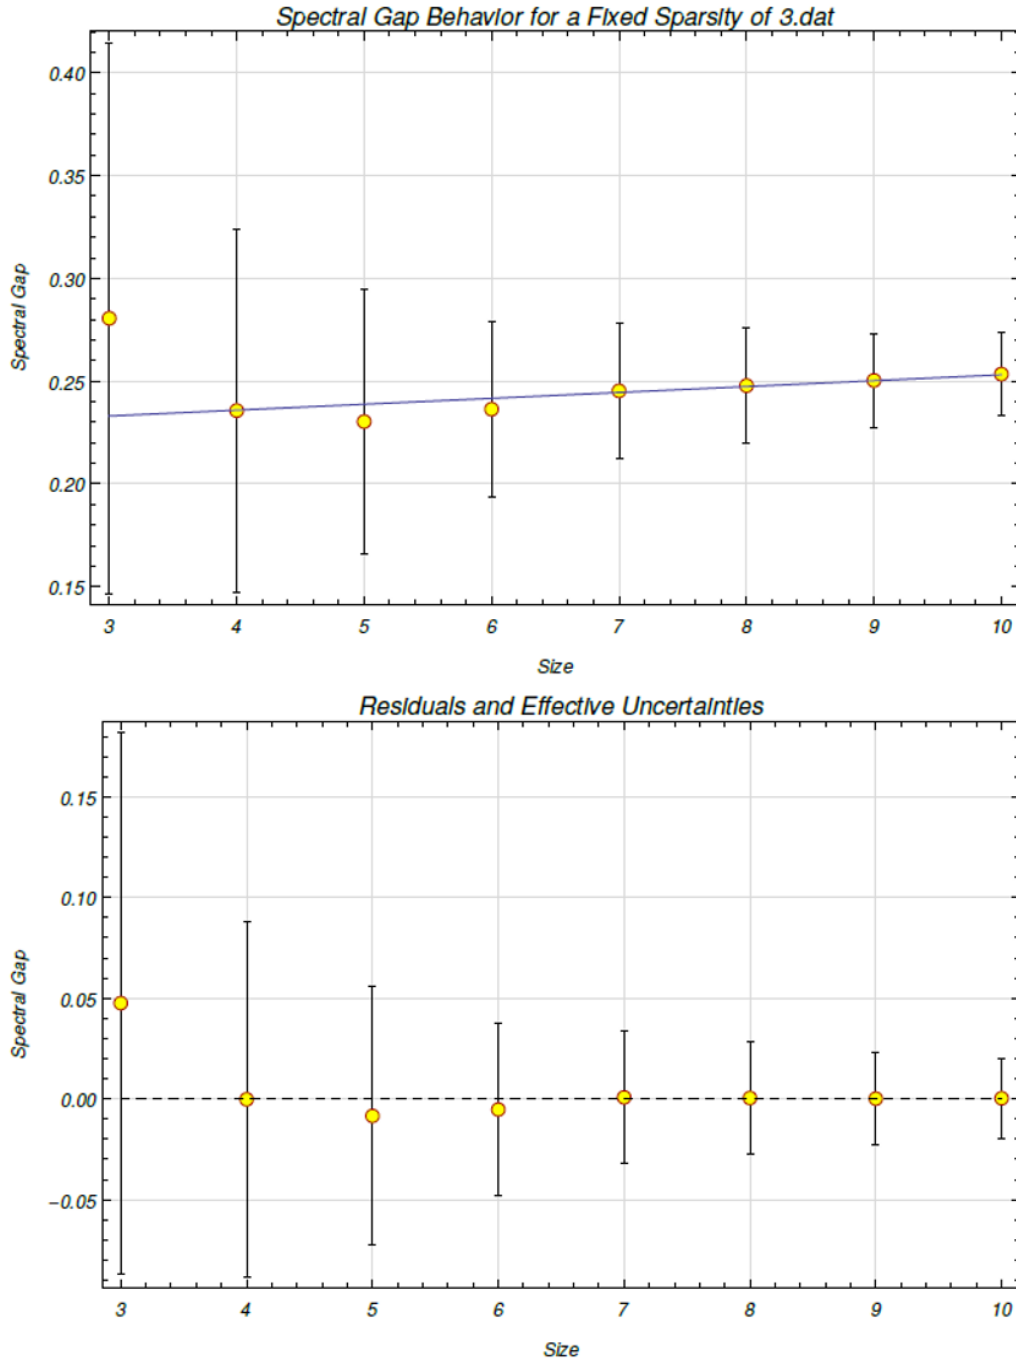 Spectral Gap Behavior for a Fixed Sparsity of 3.dat
0.40
0.35
0.30
0.25
0.20
0.15
Spectral Gap
3 4 5 6 7 8 9 10
Size
Residuals and Effective Uncertainties
0.15
0.10
0.05
0.00
−0.05
Spectral Gap
3 4 5 6 7 8 9 10
Size